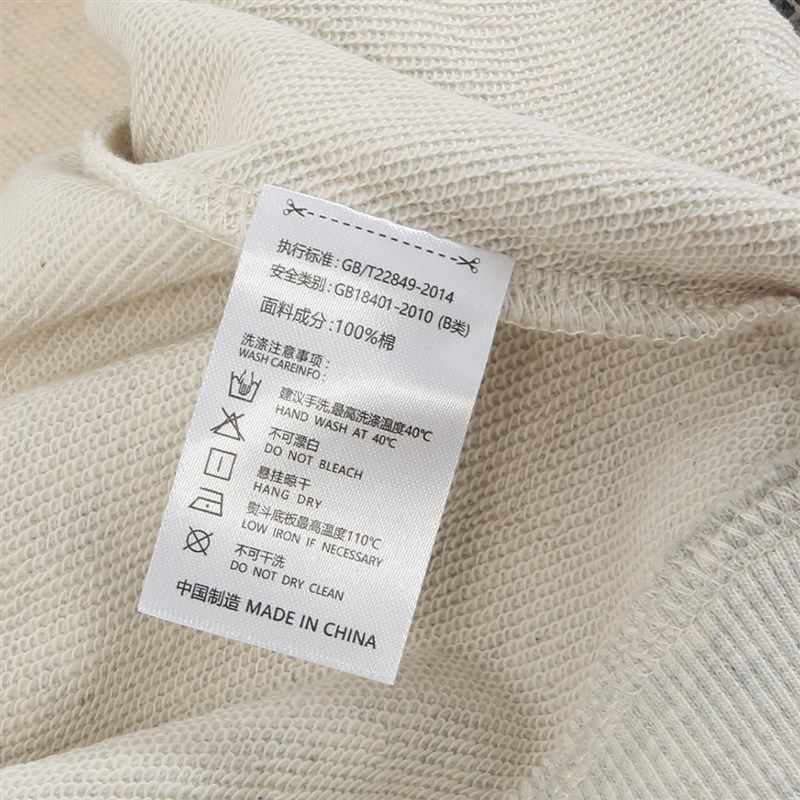 执行标准：GB/T22849-2014
安全类别：GB18401-2010 (B类)
面料成分：100%棉
洗涤注意事项：
WASH CAREINFO:
建议手洗,最高洗涤温度40℃
HAND WASH AT 40℃
不可漂白
DO NOT BLEACH
悬挂晾干
HANG DRY
熨斗底板最高温度110℃
LOW IRON IF NECESSARY
不可干洗
DO NOT DRY CLEAN
中国制造 MADE IN CHINA